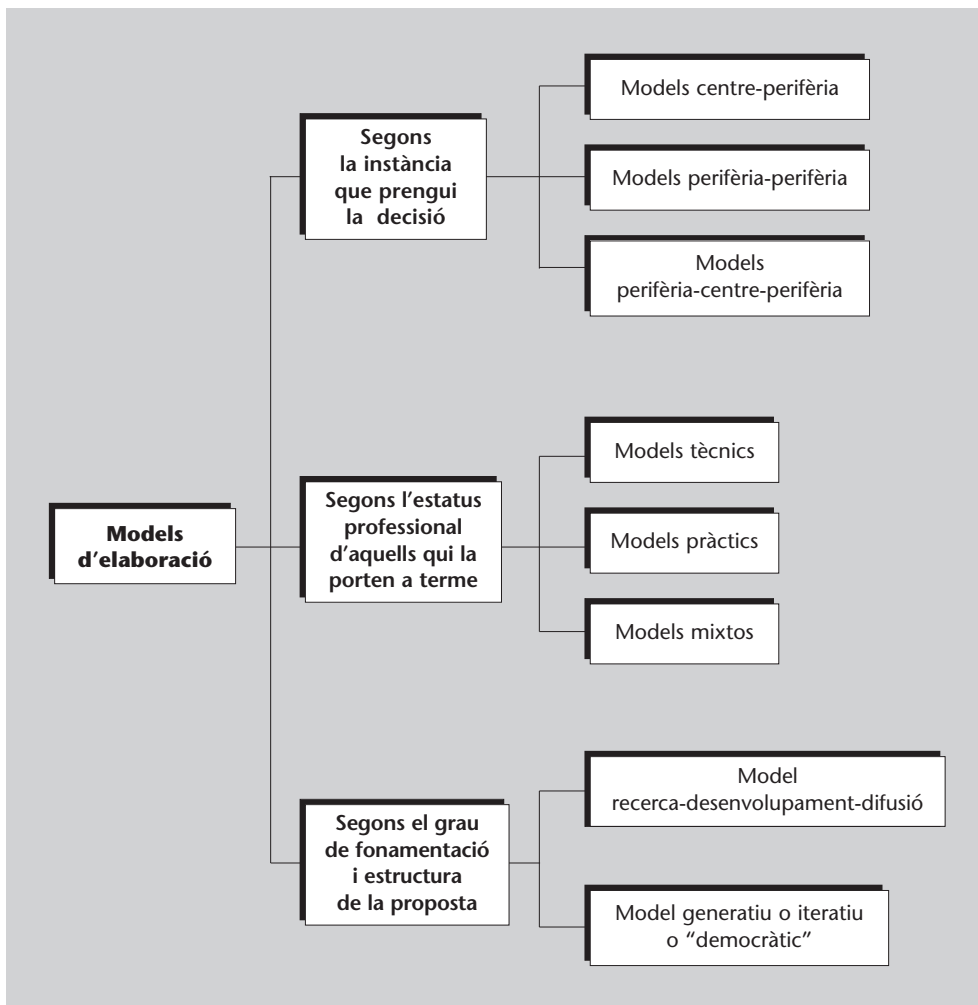 Models
d'elaboració
Segons
la instància
que prengui
la decisió
Models centre-perifèria
Models perifèria-perifèria
Models
perifèria-centre-perifèria
Segons l'estatus
professional
d'aquells qui la
porten a terme
Models tècnics
Models pràctics
Models mixtos
Segons el grau
de fonamentació
i estructura
de la proposta
Model
recerca-desenvolupament-difusió
Model generatiu o iteratiu
o “democràtic”